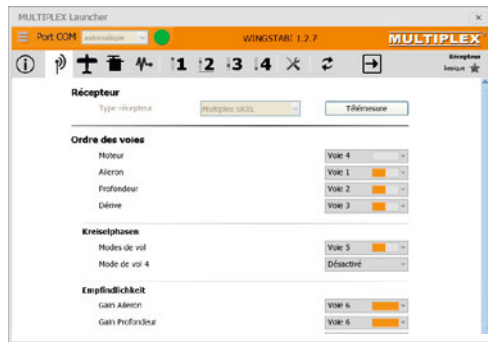 MULTIPLEX Launcher
Port COM automatique WINGSTABI 1.2.7 MULTIPLEX
1 2 3 4 Récepteur
basique
Récepteur
Type récepteur Multiplex SRXL Télémesure
Ordre des voies
Moteur Voie 4
Aileron Voie 1
Profondeur Voie 2
Dérive Voie 3
Kreiselphasen
Modes de vol Voie 5
Mode de vol 4 Désactivé
Empfindlichkeit
Gain Aileron Voie 6
Gain Profondeur Voie 6